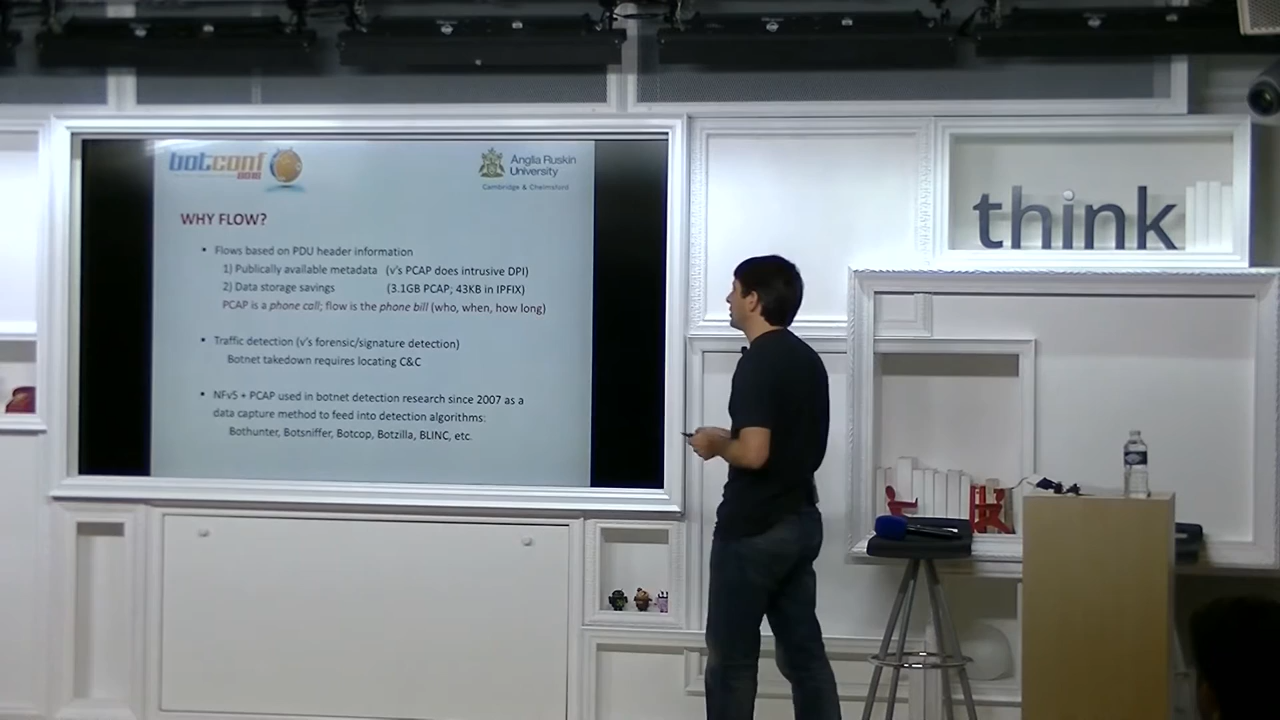 botconf
Anglia Ruskin
University
Cambridge & Chelmsford
WHY FLOW?
• Flows based on PDU header information
1) Publically available metadata (v's PCAP does intrusive DPI)
2) Data storage savings (3.1GB PCAP; 43KB in IPFIX)
PCAP is a phone call; flow is the phone bill (who, when, how long)
• Traffic detection (v's forensic/signature detection)
Botnet takedown requires locating C&C
• NFv5 + PCAP used in botnet detection research since 2007 as a
data capture method to feed into detection algorithms:
Bothunter, Botsniffer, Botcop, Botzilla, BLINC, etc.
think